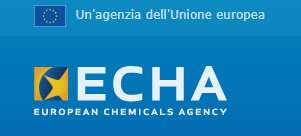 Un'agenzia dell'Unione europea
ECHA
EUROPEAN CHEMICALS AGENCY